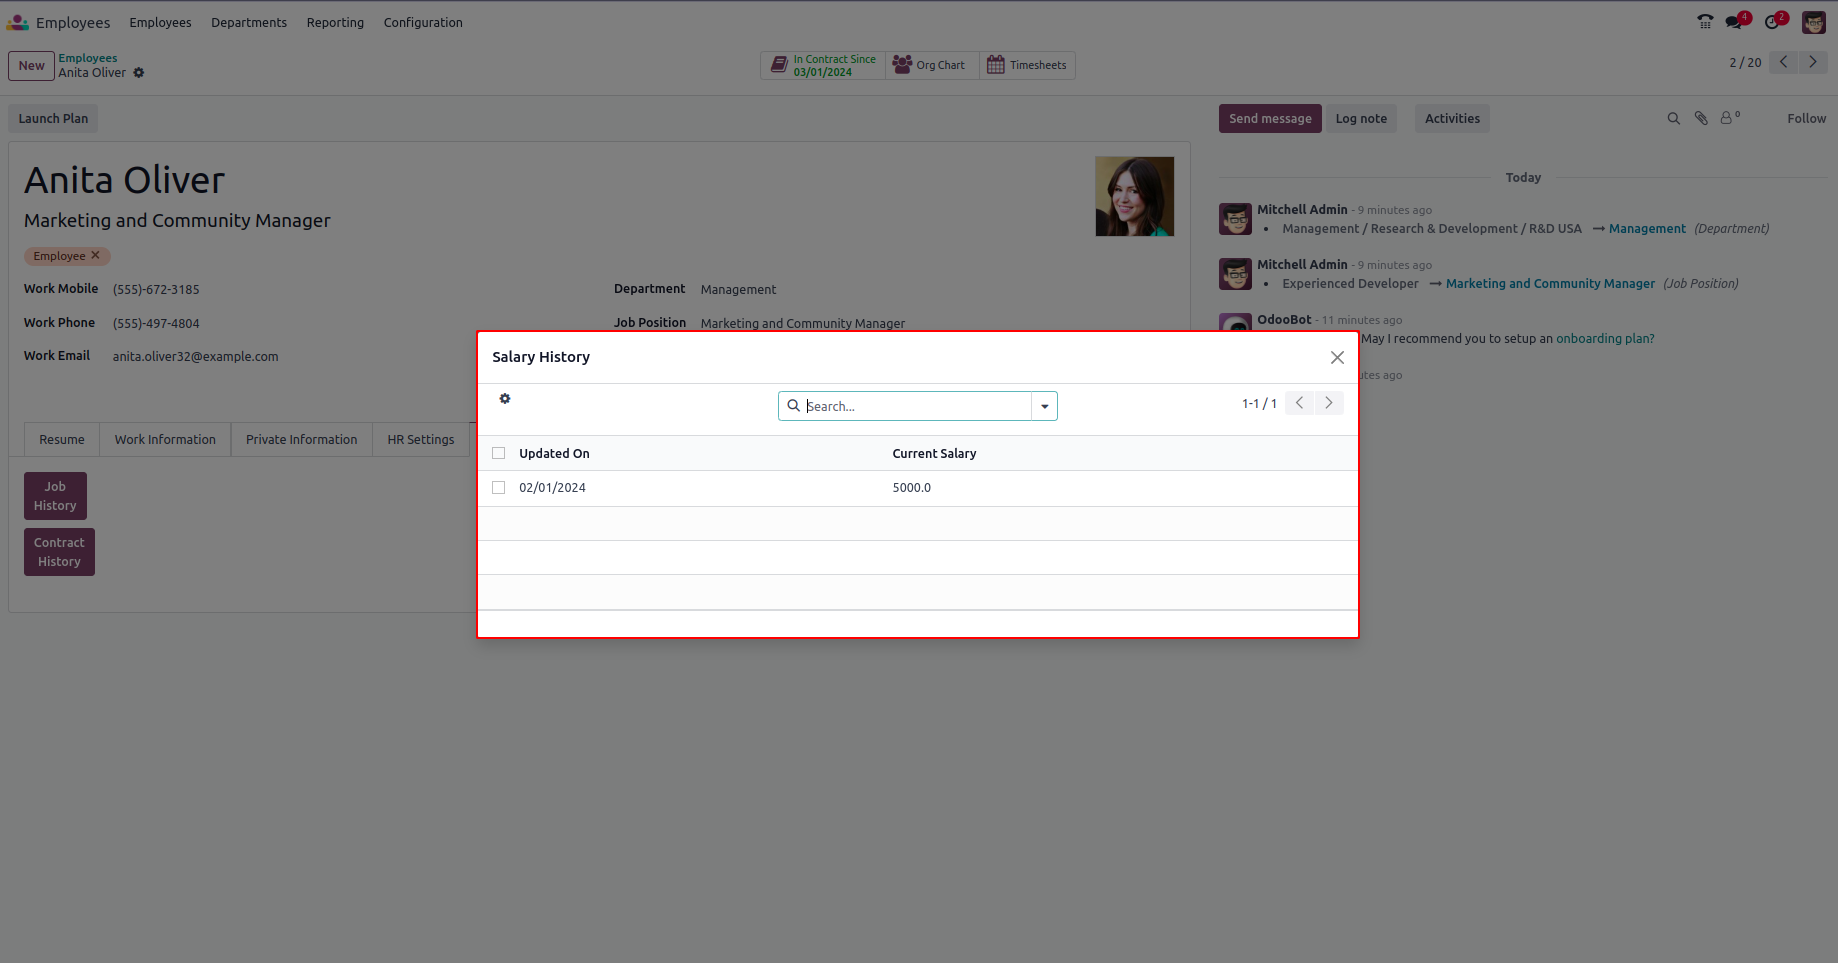 Employees Employees Departments Reporting Configuration 4 2
New Employees
Anita Oliver
In Contract Since
03/01/2024
Org Chart Timesheets 2 / 20
Launch Plan Send message Log note Activities 0 Follow
Anita Oliver
Marketing and Community Manager
Employee
Work Mobile (555)-672-3185 Department Management
Work Phone (555)-497-4804 Job Position Marketing and Community Manager
Work Email anita.oliver32@example.com
Resume Work Information Private Information HR Settings
Job
History
Contract
History
Today
Mitchell Admin - 9 minutes ago
• Management / Research & Development / R&D USA → Management (Department)
Mitchell Admin - 9 minutes ago
• Experienced Developer → Marketing and Community Manager (Job Position)
OdooBot - 11 minutes ago
May I recommend you to setup an onboarding plan?
ago
Salary History
Search... 1-1 / 1
Updated On Current Salary
02/01/2024 5000.0